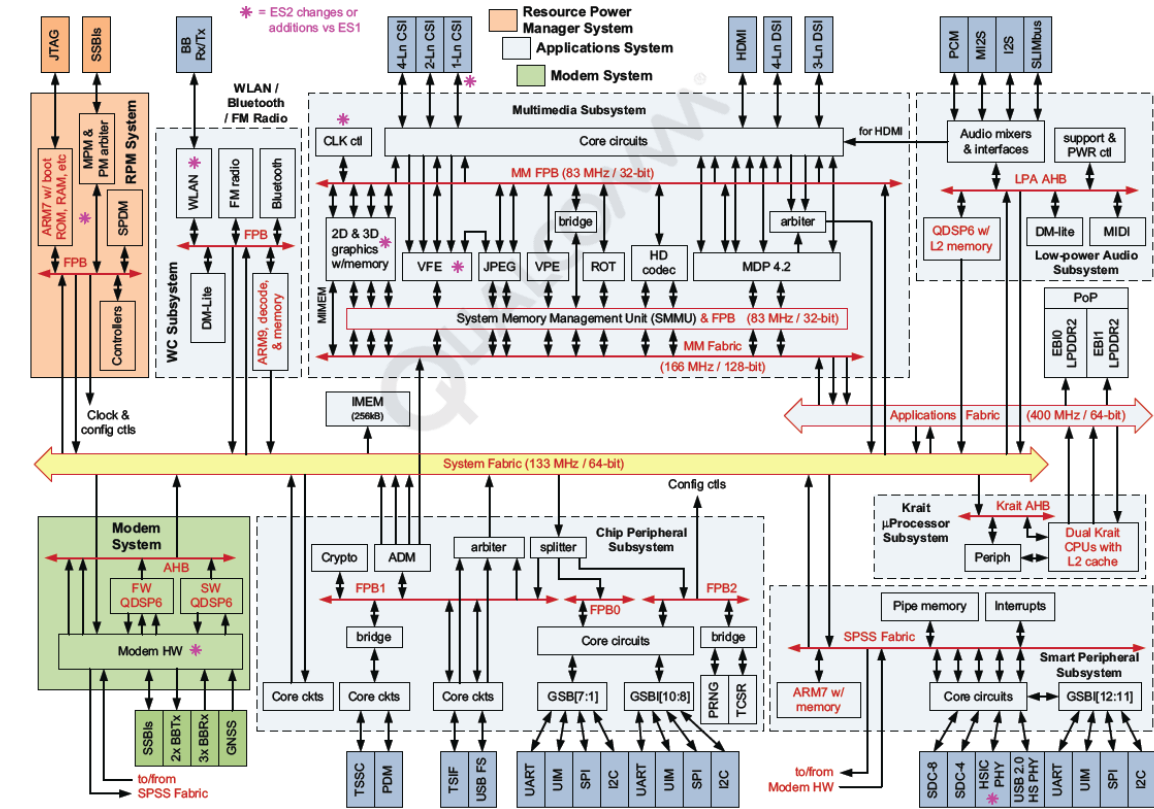 ✳ = ES2 changes or
additions vs ES1
Resource Power
Manager System
Applications System
Modem System
JTAG
SSBIs
BB
Rx/Tx
4-Ln CSI
2-Ln CSI
1-Ln CSI
✳
HDMI
4-Ln DSI
3-Ln DSI
PCM
MI2S
I2S
SLIMbus
RPM System
MPM &
PM arbiter
ARM7 w/ boot
ROM, RAM, etc
✳
SPDM
FPB
Controllers
Clock &
config ctls
WLAN /
Bluetooth
/ FM Radio
WLAN ✳
FM radio
Bluetooth
FPB
WC Subsystem
DM-Lite
ARM9, decode,
& memory
Multimedia Subsystem
✳
CLK ctl
Core circuits
for HDMI
MM FPB (83 MHz / 32-bit)
2D & 3D
graphics ✳
w/memory
bridge
arbiter
VFE ✳
JPEG
VPE
ROT
HD
codec
MDP 4.2
MIMEM
System Memory Management Unit (SMMU) & FPB (83 MHz / 32-bit)
MM Fabric
(166 MHz / 128-bit)
QUALCOMM®
Audio mixers
& interfaces
support &
PWR ctl
LPA AHB
QDSP6 w/
L2 memory
DM-lite
MIDI
Low-power Audio
Subsystem
PoP
EBI0
LPDDR2
EBI1
LPDDR2
IMEM
(256kB)
Applications Fabric (400 MHz / 64-bit)
System Fabric (133 MHz / 64-bit)
Config ctls
Modem
System
AHB
FW
QDSP6
SW
QDSP6
Modem HW ✳
SSBIs
2x BBTx
3x BBRx
GNSS
to/from
SPSS Fabric
Chip Peripheral
Subsystem
Crypto
ADM
arbiter
splitter
FPB1
FPB0
FPB2
bridge
Core circuits
bridge
Core ckts
Core ckts
Core ckts
GSB[7:1]
GSBI[10:8]
PRNG
TCSR
TSSC
PDM
TSIF
USB FS
UART
UIM
SPI
I2C
UART
UIM
SPI
I2C
Krait
µProcessor
Subsystem
Krait AHB
Periph
Dual Krait
CPUs with
L2 cache
Pipe memory
Interrupts
SPSS Fabric
Smart Peripheral
Subsystem
ARM7 w/
memory
Core circuits
GSBI[12:11]
to/from
Modem HW
SDC-8
SDC-4
HSIC
✳ PHY
USB 2.0
HS PHY
UART
UIM
SPI
I2C